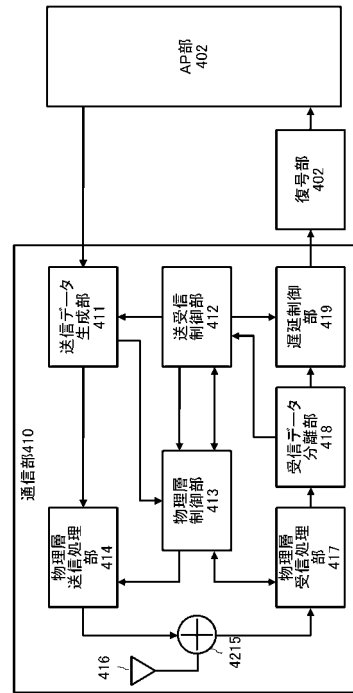 通信部410
送信データ
生成部
411
送受信
制御部
412
遅延制御
部
419
物理層
送信処理
部
414
物理層
制御部
413
受信データ
分離部
418
物理層
受信処理
部
417
416
4215
AP部
402
復号部
402